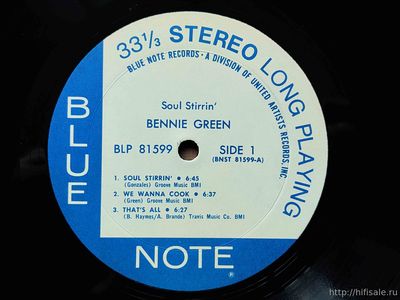 33⅓ STEREO LONG PLAYING
BLUE NOTE RECORDS • A DIVISION OF UNITED ARTISTS RECORDS, INC.
Soul Stirrin'
BENNIE GREEN
BLP 81599 SIDE 1
(BNST 81599-A)
1. SOUL STIRRIN' • 6:45
(Gonzales) Groove Music BMI
2. WE WANNA COOK • 6:37
(Green) Groove Music BMI
3. THAT'S ALL • 6:27
(B. Haymes/A. Brande) Travis Music Co. BMI
BLUE
NOTE
®
http://hifisale.ru